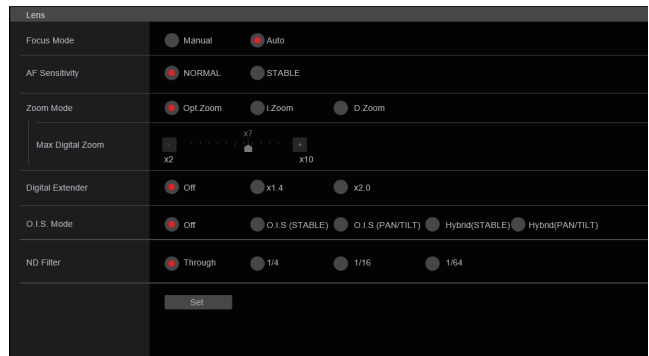 Lens
Focus Mode Manual Auto
AF Sensitivity NORMAL STABLE
Zoom Mode Opt.Zoom i.Zoom D.Zoom
x7
Max Digital Zoom - +
x2 x10
Digital Extender Off x1.4 x2.0
O.I.S. Mode Off O.I.S (STABLE) O.I.S (PAN/TILT) Hybrid(STABLE) Hybrid(PAN/TILT)
ND Filter Through 1/4 1/16 1/64
Set